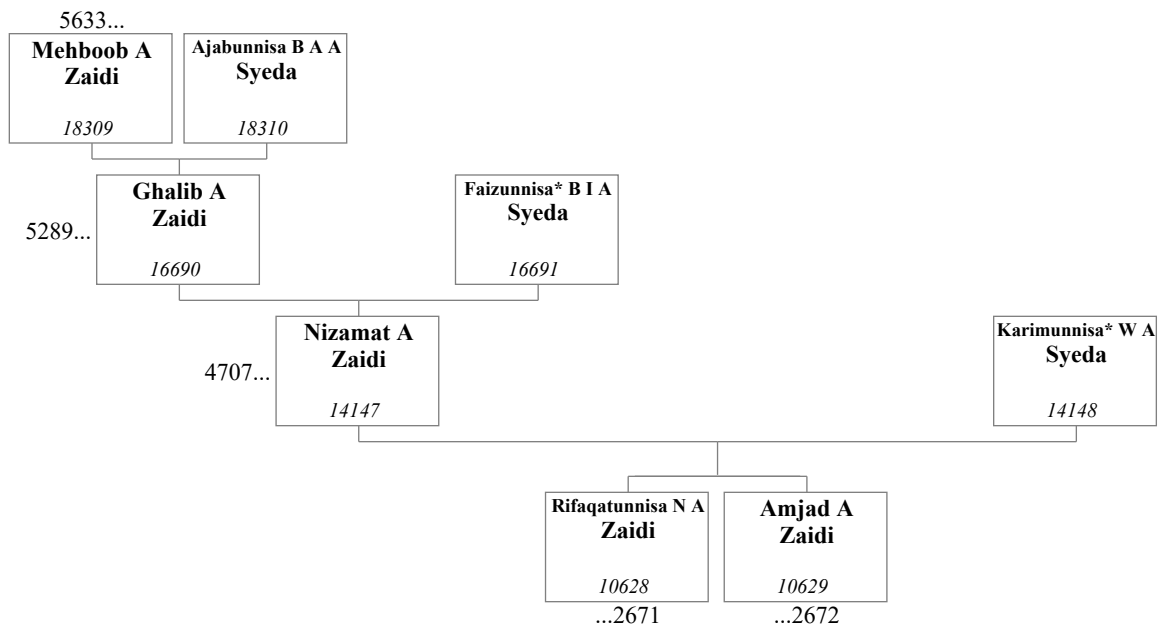 5633...
Mehboob A
Zaidi
18309
Ajabunnisa B A A
Syeda
18310
Ghalib A
Zaidi
16690
5289...
Faizunnisa* B I A
Syeda
16691
Nizamat A
Zaidi
14147
4707...
Karimunnisa* W A
Syeda
14148
Rifaqatunnisa N A
Zaidi
10628
...2671
Amjad A
Zaidi
10629
...2672